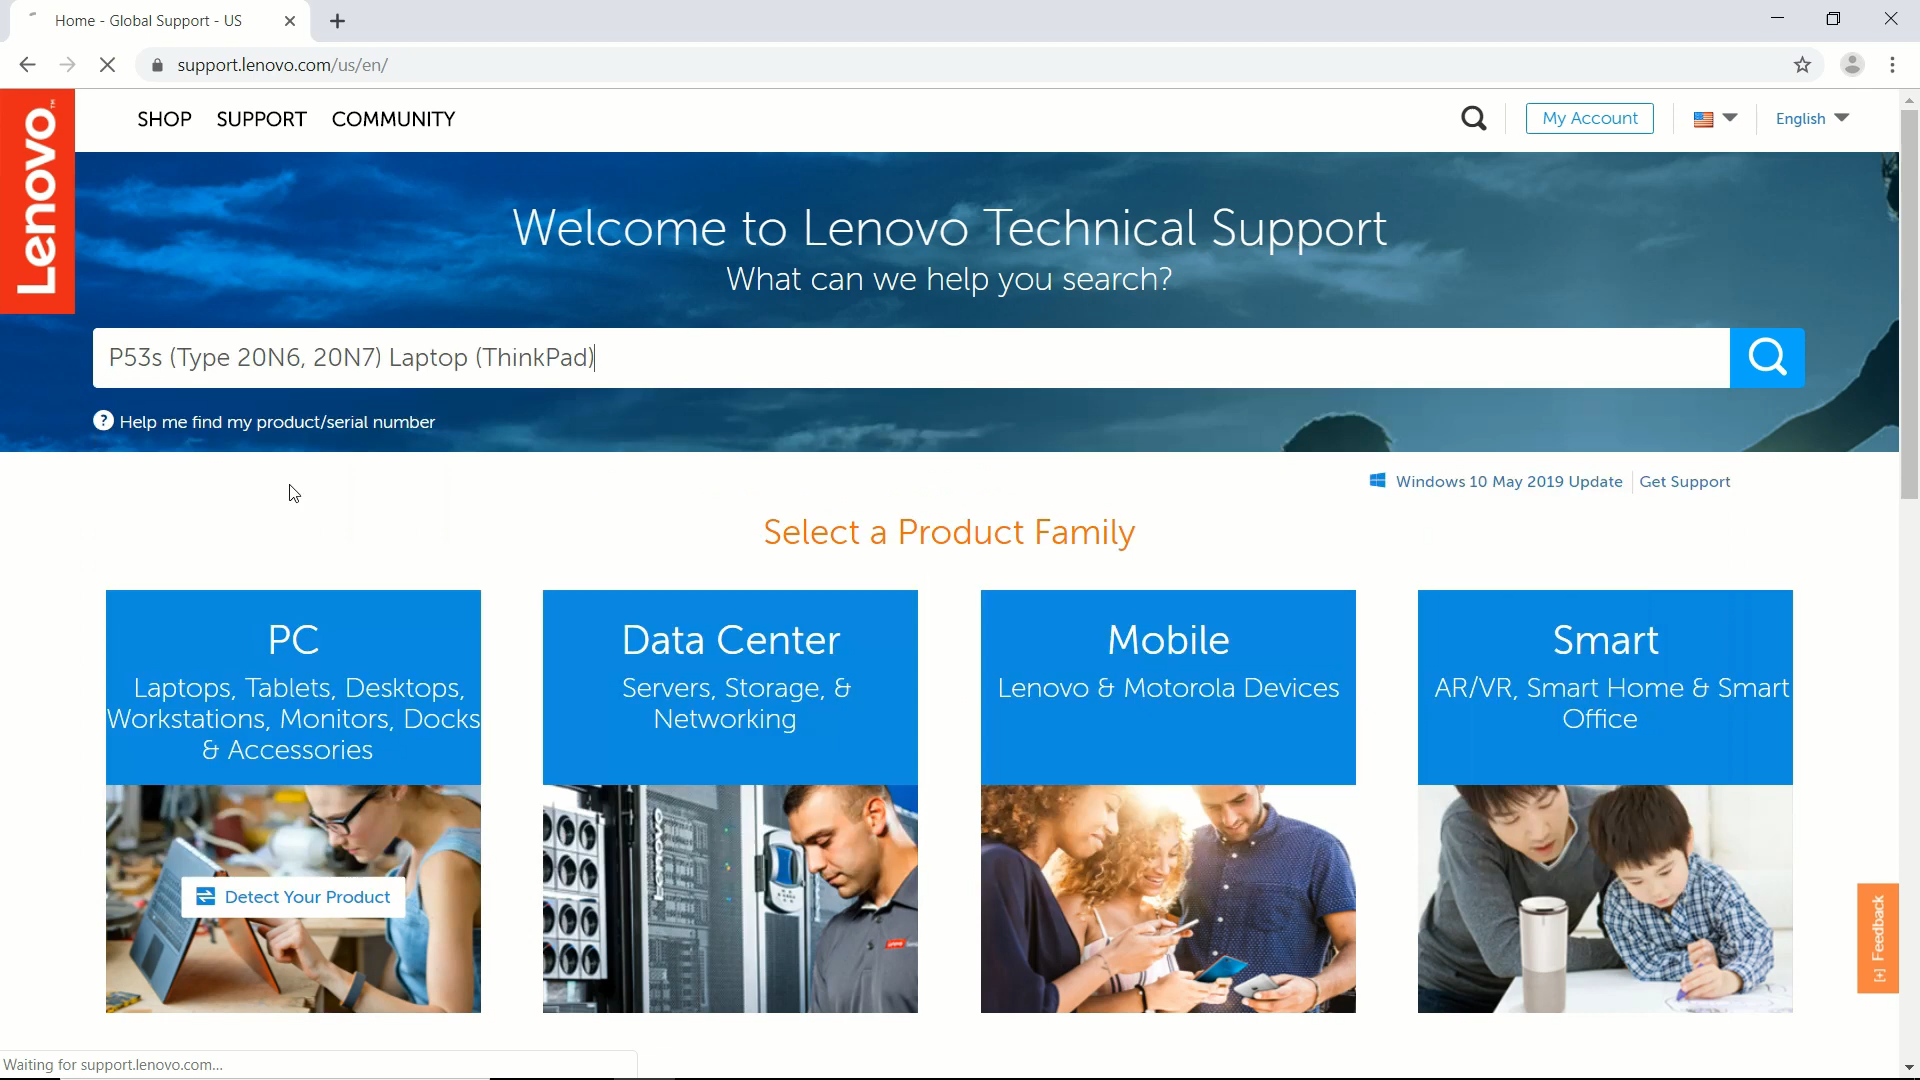 Home - Global Support - US
support.lenovo.com/us/en/
Lenovo™
SHOP SUPPORT COMMUNITY
My Account
English
Welcome to Lenovo Technical Support
What can we help you search?
P53s (Type 20N6, 20N7) Laptop (ThinkPad)
? Help me find my product/serial number
Windows 10 May 2019 Update Get Support
Select a Product Family
PC
Laptops, Tablets, Desktops,
Workstations, Monitors, Docks
& Accessories
Detect Your Product
Data Center
Servers, Storage, &
Networking
Lenovo
Mobile
Lenovo & Motorola Devices
Smart
AR/VR, Smart Home & Smart
Office
[+] Feedback
Waiting for support.lenovo.com...